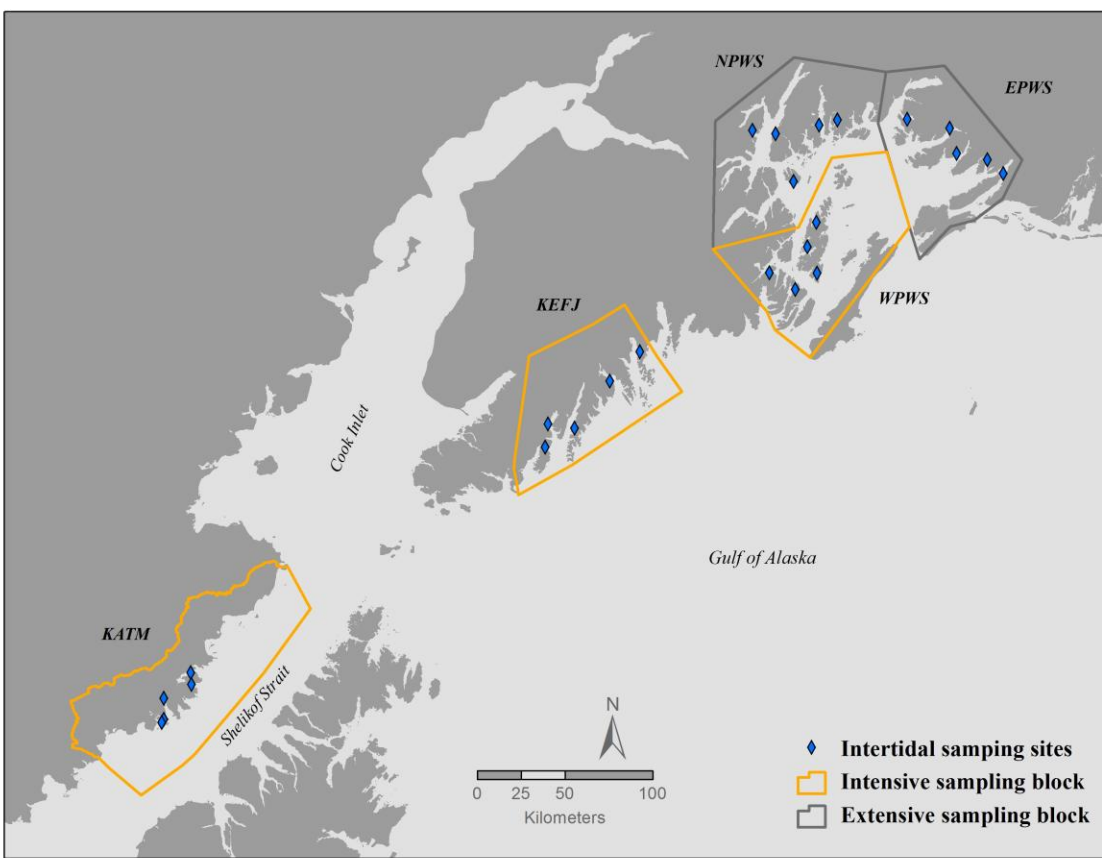 NPWS
EPWS
WPWS
KEFJ
Cook Inlet
Gulf of Alaska
KATM
Shelikof Strait
N
0 25 50 100
Kilometers
Intertidal samping sites
Intensive sampling block
Extensive sampling block